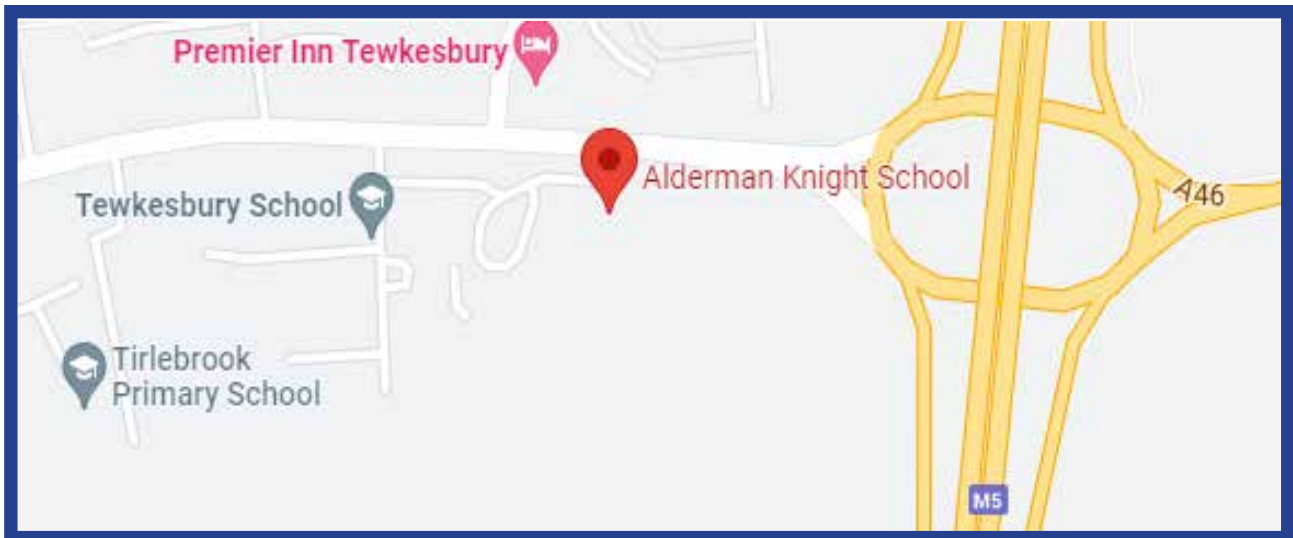 Premier Inn Tewkesbury
Alderman Knight School
A46
Tewkesbury School
Tirlebrook
Primary School
M5